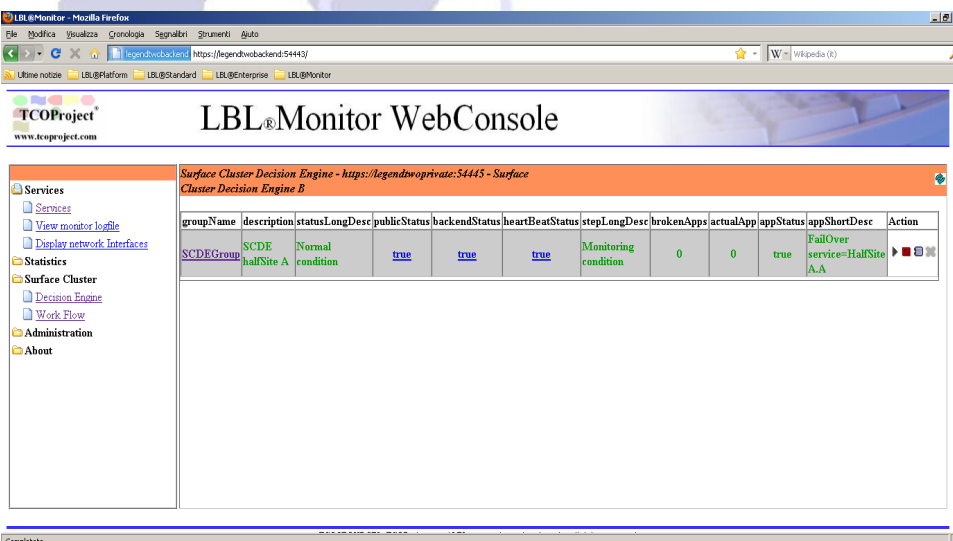 LBL®Monitor - Mozilla Firefox
File Modifica Visualizza Cronologia Segnalibri Strumenti Aiuto
legendtwobackend https://legendtwobackend:54443/
W Wikipedia (it)
Ultime notizie LBL®Platform LBL®Standard LBL®Enterprise LBL®Monitor
TCOProject®
www.tcoproject.com
LBL®Monitor WebConsole
Surface Cluster Decision Engine - https://legendtwoprivate:54445 - Surface
Cluster Decision Engine B
Services
Services
View monitor logfile
Display network Interfaces
Statistics
Surface Cluster
Decision Engine
Work Flow
Administration
About
groupName description statusLongDesc publicStatus backendStatus heartBeatStatus stepLongDesc brokenApps actualApp appStatus appShortDesc Action
SCDEGroup SCDE halfSite A Normal condition true true true Monitoring condition 0 0 true FailOver service=HalfSite A.A